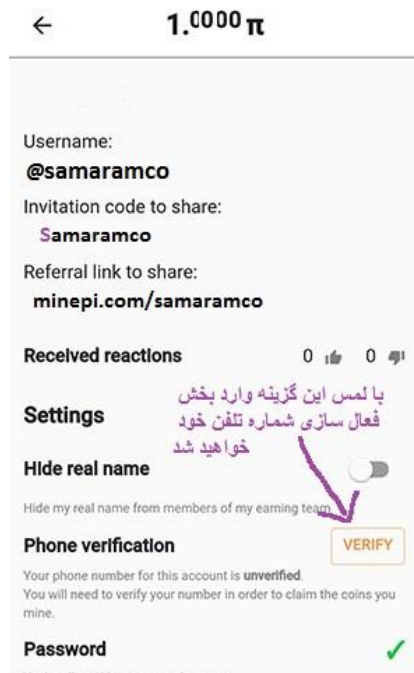 ← 1.0000 π
Username:
@samaramco
Invitation code to share:
Samaramco
Referral link to share:
minepi.com/samaramco
Received reactions 0 0
با لمس این گزینه وارد بخش
فعال سازی شماره تلفن خود
خواهید شد
Settings
Hide real name
Hide my real name from members of my earning team
Phone verification VERIFY
Your phone number for this account is unverified.
You will need to verify your number in order to claim the coins you
mine.
Password